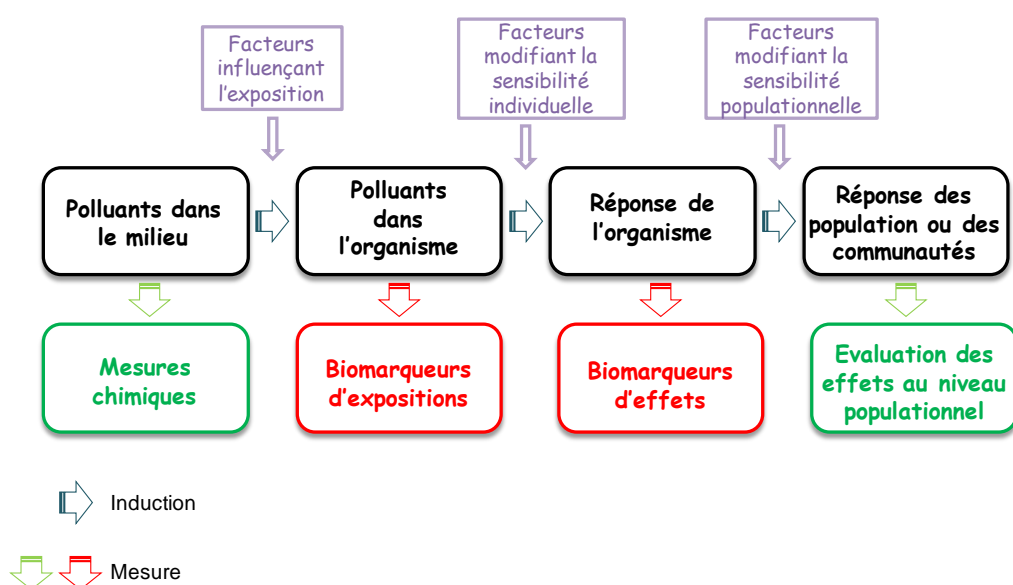 Facteurs
influençant
l'exposition
Facteurs
modifiant la
sensibilité
individuelle
Facteurs
modifiant la
sensibilité
populationnelle
Polluants dans
le milieu
Polluants
dans
l'organisme
Réponse de
l'organisme
Réponse des
population ou des
communautés
Mesures
chimiques
Biomarqueurs
d'expositions
Biomarqueurs
d'effets
Evaluation des
effets au niveau
populationnel
Induction
Mesure